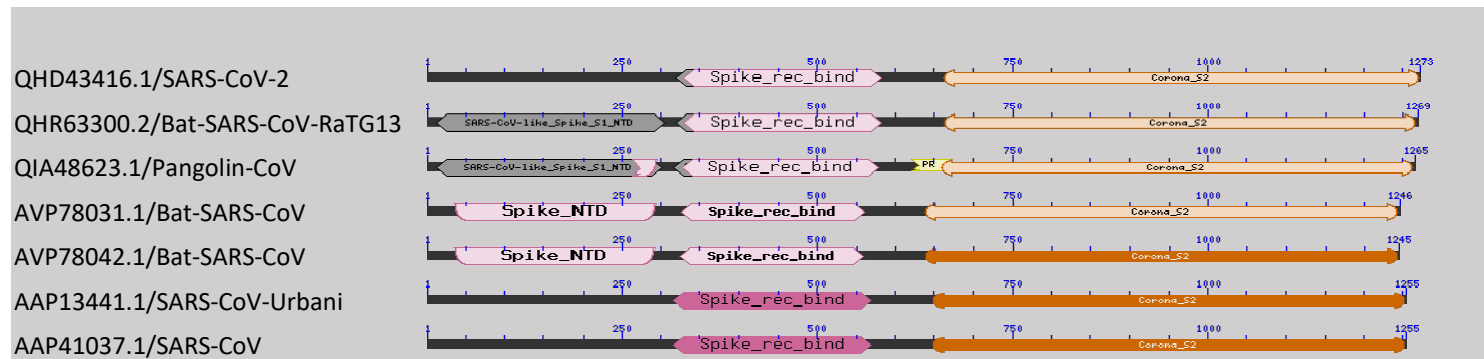 1 250 500 750 1000 1273
QHD43416.1/SARS-CoV-2 Spike_rec_bind Corona_S2
1 250 500 750 1000 1269
QHR63300.2/Bat-SARS-CoV-RaTG13 SARS-CoV-like_Spike_S1_NTD Spike_rec_bind Corona_S2
1 250 500 750 1000 1265
QIA48623.1/Pangolin-CoV SARS-CoV-like_Spike_S1_NTD Spike_rec_bind PR Corona_S2
1 250 500 750 1000 1246
AVP78031.1/Bat-SARS-CoV Spike_NTD Spike_rec_bind Corona_S2
1 250 500 750 1000 1245
AVP78042.1/Bat-SARS-CoV Spike_NTD Spike_rec_bind Corona_S2
1 250 500 750 1000 1255
AAP13441.1/SARS-CoV-Urbani Spike_rec_bind Corona_S2
1 250 500 750 1000 1255
AAP41037.1/SARS-CoV Spike_rec_bind Corona_S2